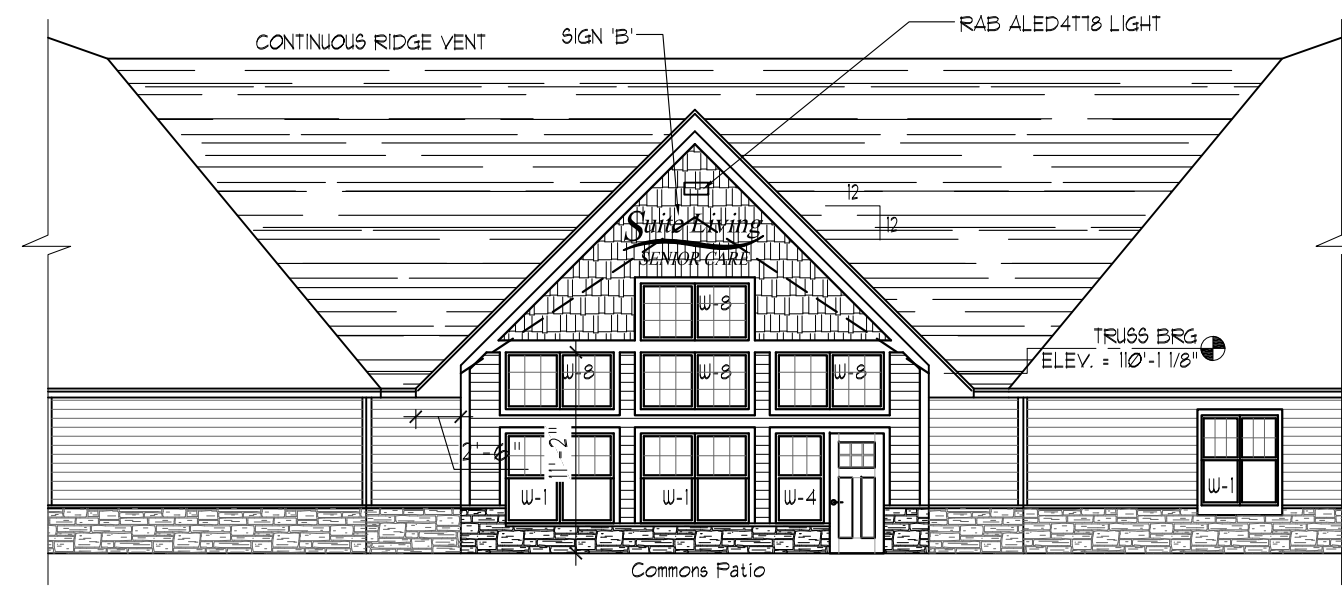 RAB ALED4T78 LIGHT
SIGN 'B'
CONTINUOUS RIDGE VENT
12
12
Suite Living
SENIOR CARE
W-8
TRUSS BRG
ELEV. = 110'-1 1/8"
W-8
W-8
W-8
2'-6"
11'-2"
W-1
W-1
W-4
W-1
Commons Patio